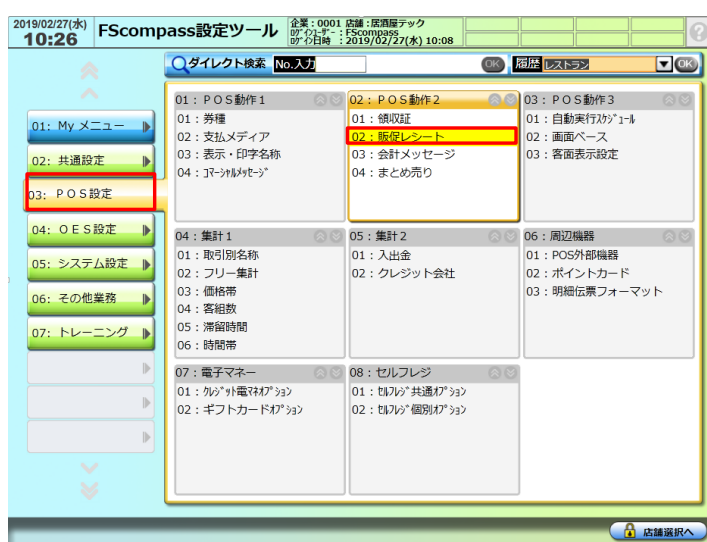 2019/02/27(水)
10:26
FScompass設定ツール
企業：0001 店舗：居酒屋テック
ﾛｸﾞｲﾝﾕｰｻﾞｰ：FScompass
ﾛｸﾞｲﾝ日時 ：2019/02/27(水) 10:08
ダイレクト検索 No.入力 OK 履歴 レストラン OK
01: My メニュー
02: 共通設定
03: ＰＯＳ設定
04: ＯＥＳ設定
05: システム設定
06: その他業務
07: トレーニング
01：ＰＯＳ動作１
01：券種
02：支払メディア
03：表示・印字名称
04：ｺﾏｰｼｬﾙﾒｯｾｰｼﾞ
02：ＰＯＳ動作２
01：領収証
02：販促レシート
03：会計メッセージ
04：まとめ売り
03：ＰＯＳ動作３
01：自動実行ｽｹｼﾞｭｰﾙ
02：画面ベース
03：客面表示設定
04：集計１
01：取引別名称
02：フリー集計
03：価格帯
04：客組数
05：滞留時間
06：時間帯
05：集計２
01：入出金
02：クレジット会社
06：周辺機器
01：POS外部機器
02：ポイントカード
03：明細伝票フォーマット
07：電子マネー
01：ｸﾚｼﾞｯﾄ電ﾏﾈｵﾌﾟｼｮﾝ
02：ギフトカードｵﾌﾟｼｮﾝ
08：セルフレジ
01：ｾﾙﾌﾚｼﾞ共通ｵﾌﾟｼｮﾝ
02：ｾﾙﾌﾚｼﾞ個別ｵﾌﾟｼｮﾝ
店舗選択へ